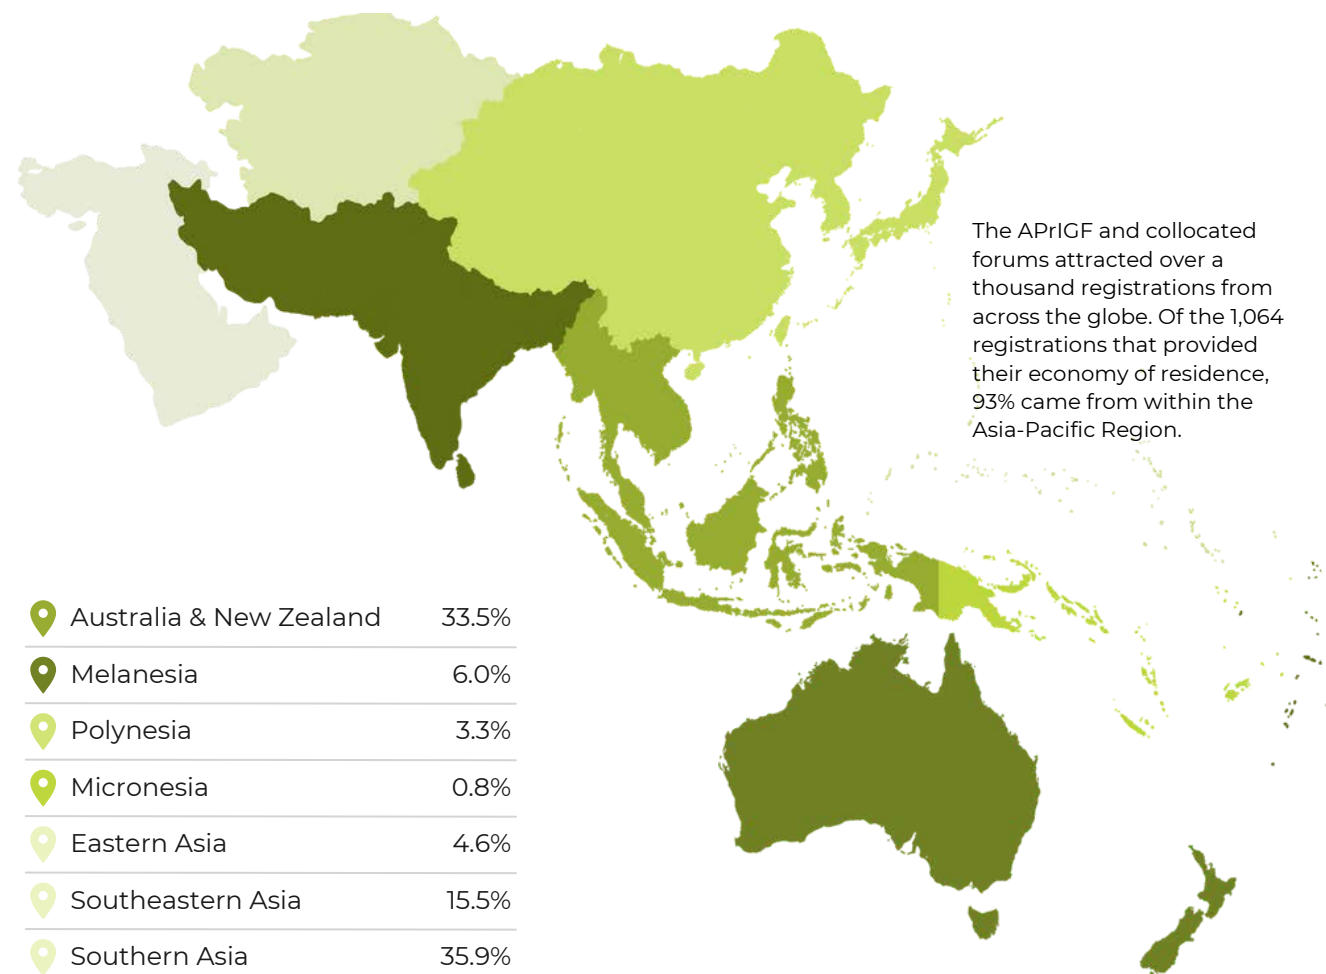 The APrIGF and collocated
forums attracted over a
thousand registrations from
across the globe. Of the 1,064
registrations that provided
their economy of residence,
93% came from within the
Asia-Pacific Region.
Australia & New Zealand 33.5%
Melanesia 6.0%
Polynesia 3.3%
Micronesia 0.8%
Eastern Asia 4.6%
Southeastern Asia 15.5%
Southern Asia 35.9%